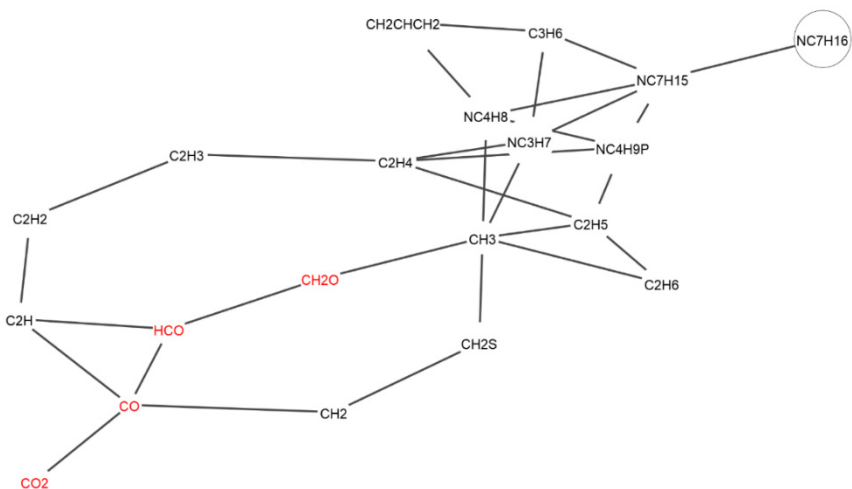 CH2CHCH2
C3H6
NC7H16
NC7H15
NC4H8
NC3H7
NC4H9P
C2H3
C2H4
C2H2
C2H5
CH3
CH2O
C2H6
C2H
HCO
CH2S
CO
CH2
CO2